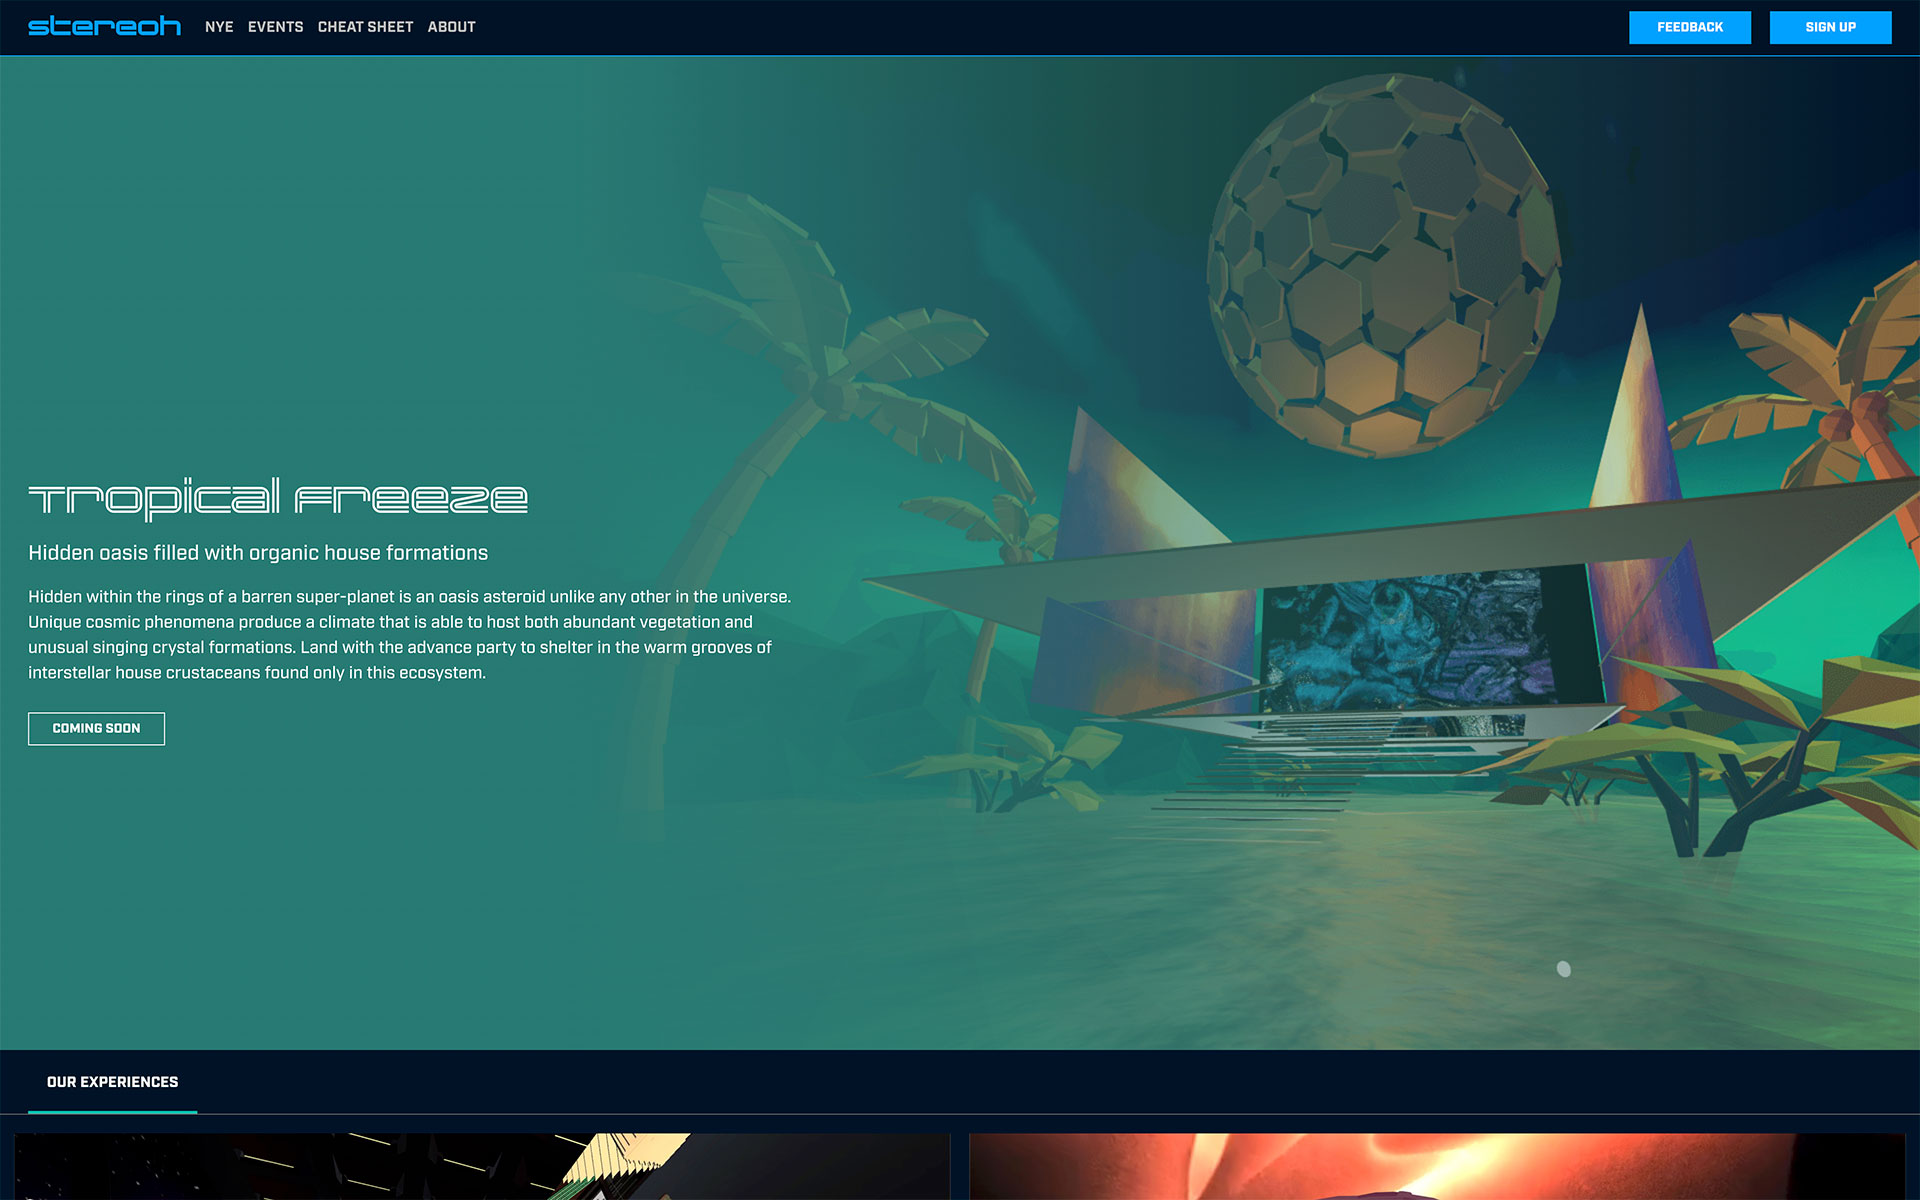 stereoh
NYE EVENTS CHEAT SHEET ABOUT
FEEDBACK
SIGN UP
Tropical Freeze
Hidden oasis filled with organic house formations
Hidden within the rings of a barren super-planet is an oasis asteroid unlike any other in the universe.
Unique cosmic phenomena produce a climate that is able to host both abundant vegetation and
unusual singing crystal formations. Land with the advance party to shelter in the warm grooves of
interstellar house crustaceans found only in this ecosystem.
COMING SOON
OUR EXPERIENCES